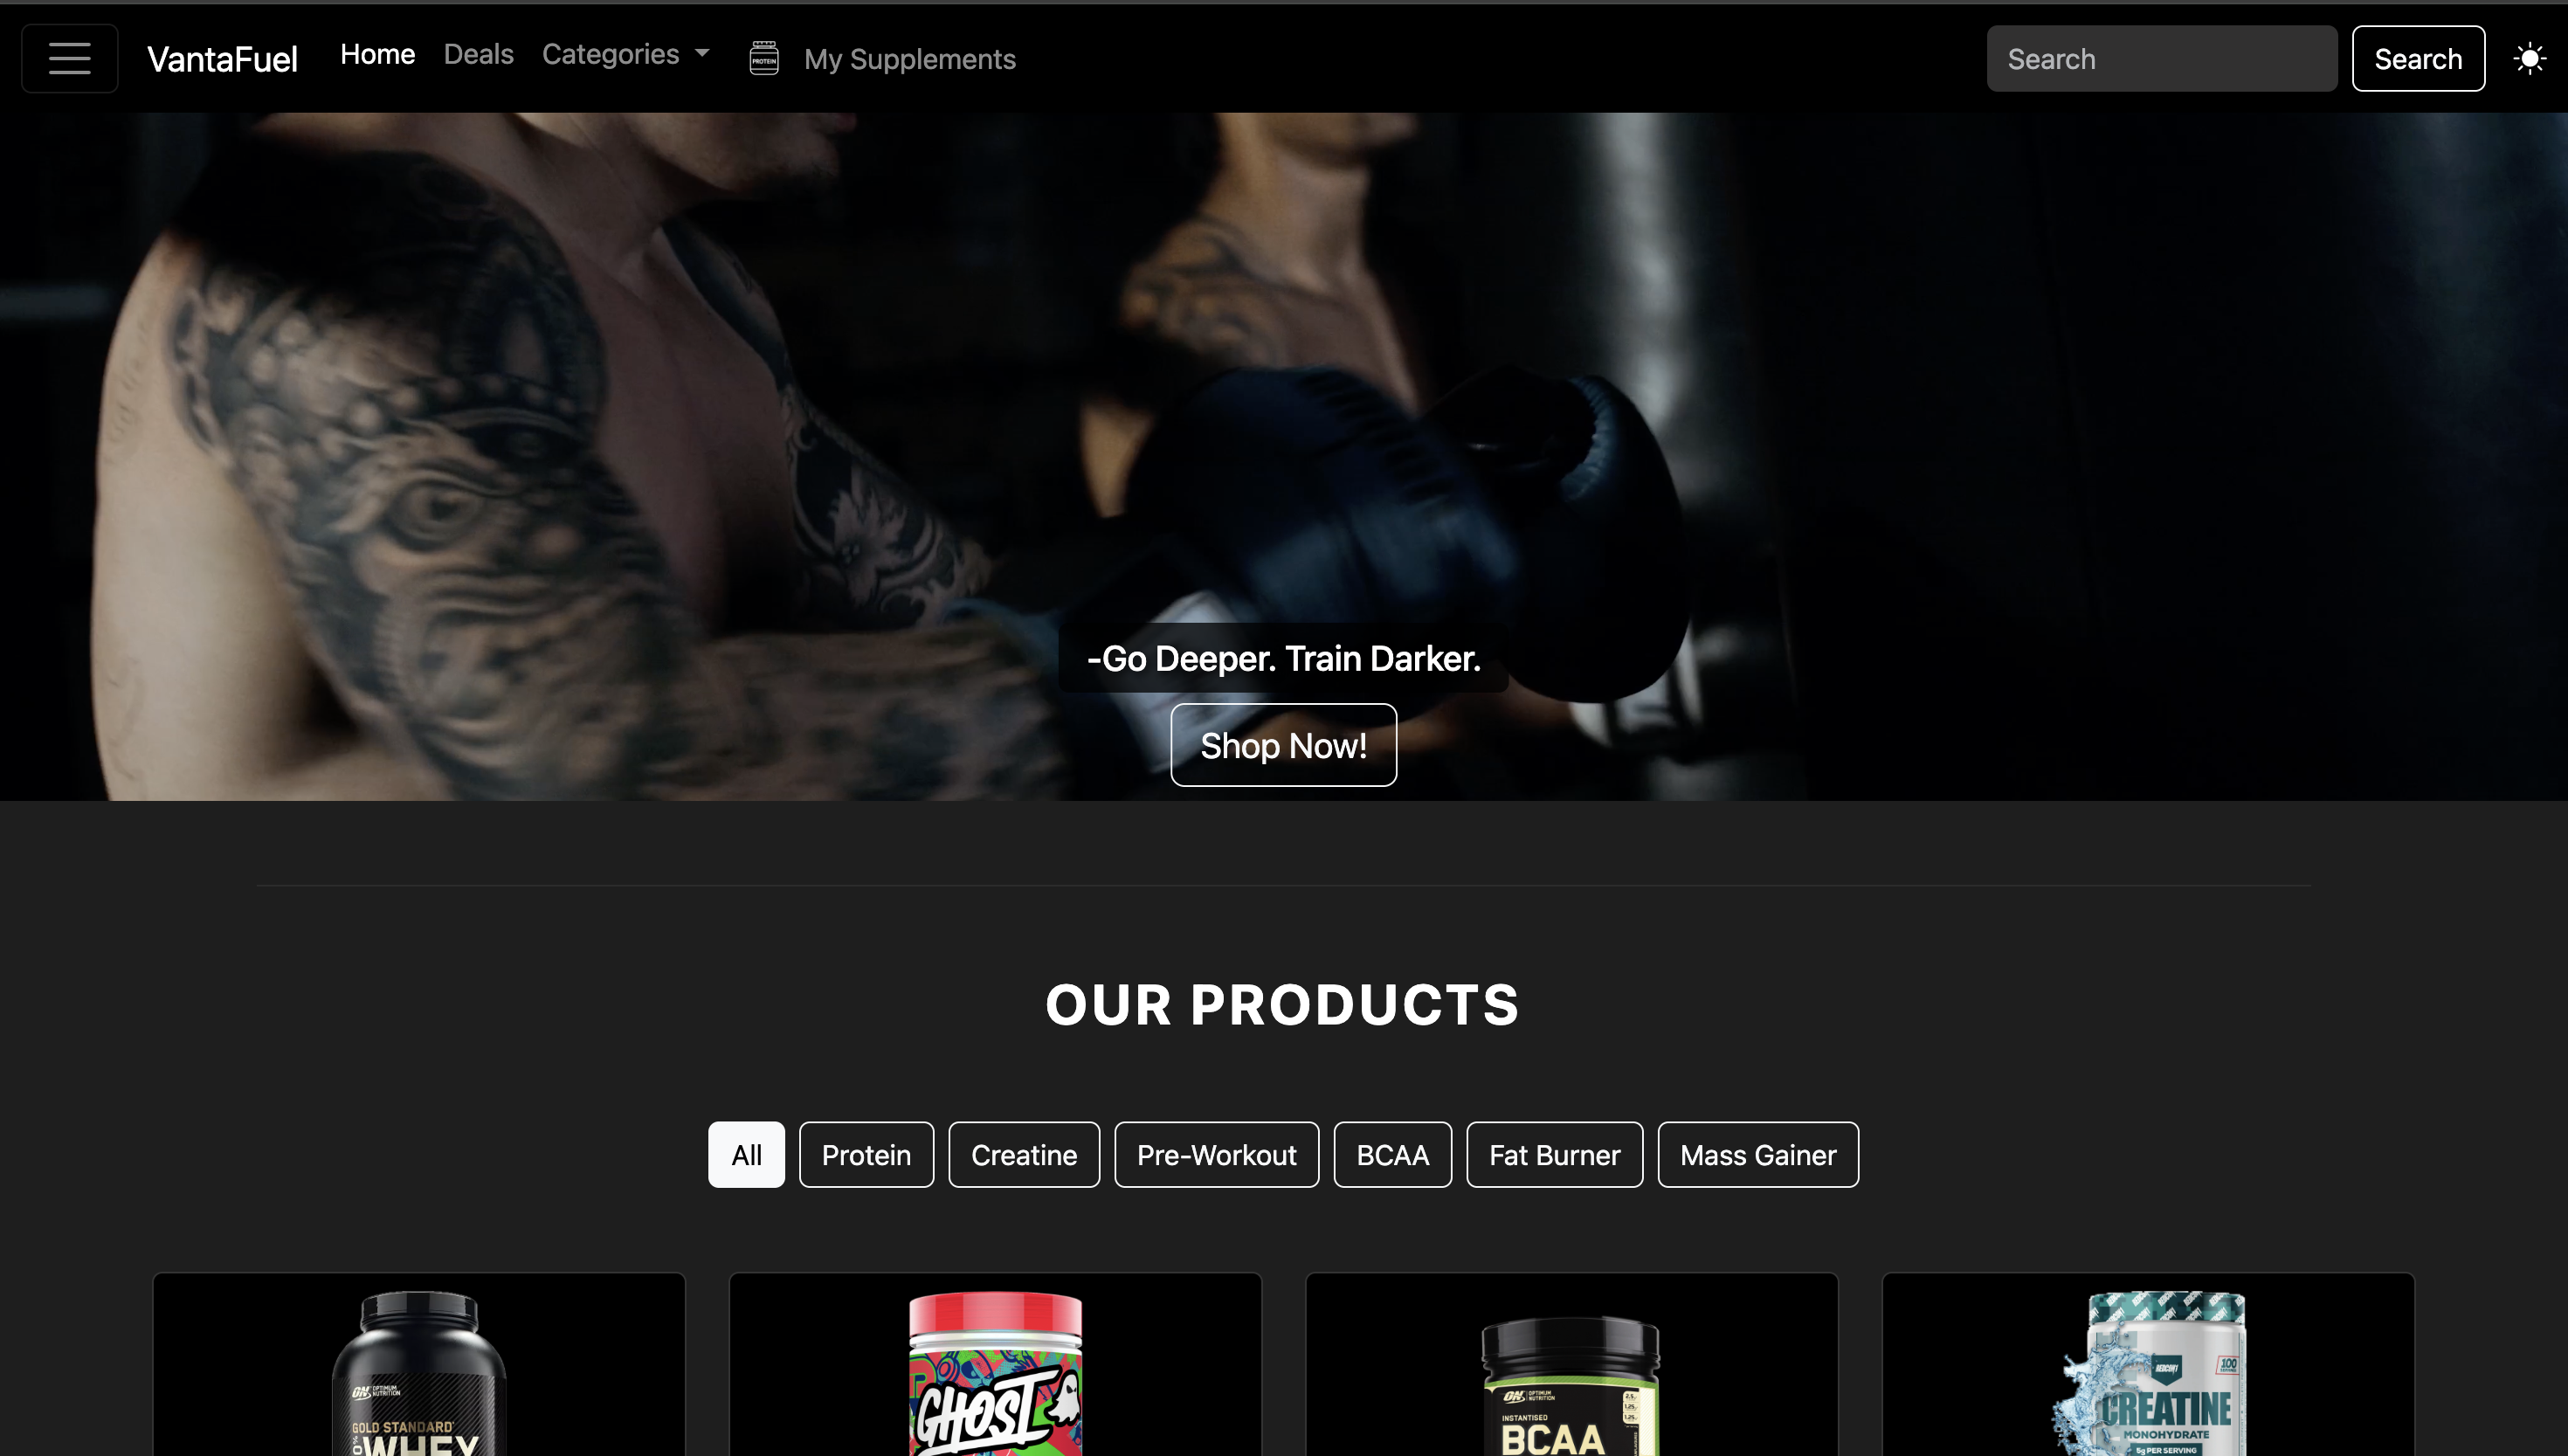 VantaFuel Home Deals Categories PROTEIN My Supplements Search Search
-Go Deeper. Train Darker.
Shop Now!
OUR PRODUCTS
All Protein Creatine Pre-Workout BCAA Fat Burner Mass Gainer
ON OPTIMUM NUTRITION
GOLD STANDARD
WHEY
GHOST
ON OPTIMUM NUTRITION
INSTANTISED
BCAA
REDCON1
100
CREATINE
MONOHYDRATE
5g PER SERVING